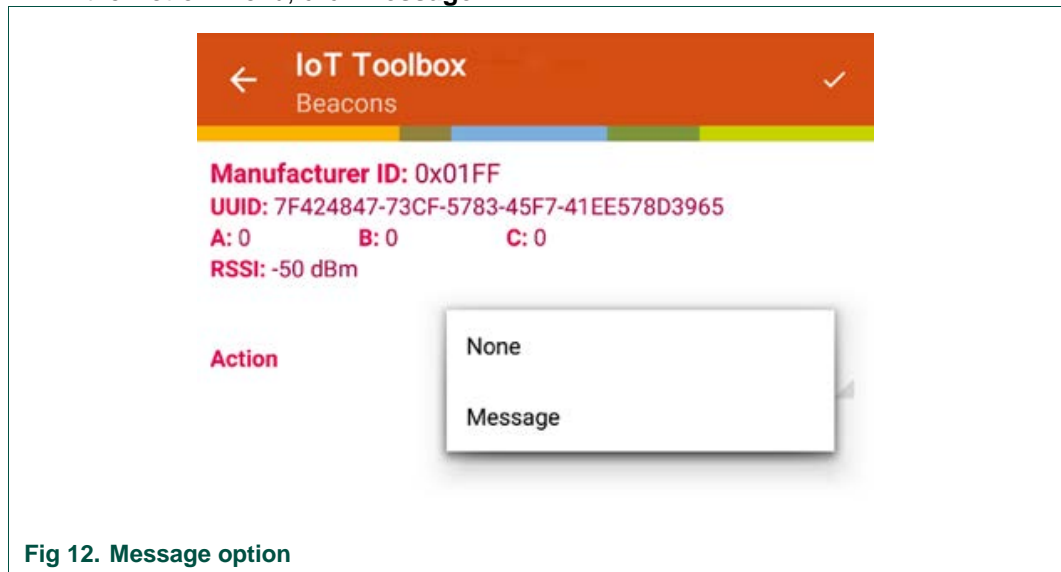 IoT Toolbox
Beacons
Manufacturer ID: 0x01FF
UUID: 7F424847-73CF-5783-45F7-41EE578D3965
A: 0 B: 0 C: 0
RSSI: -50 dBm
Action
None
Message
Fig 12. Message option